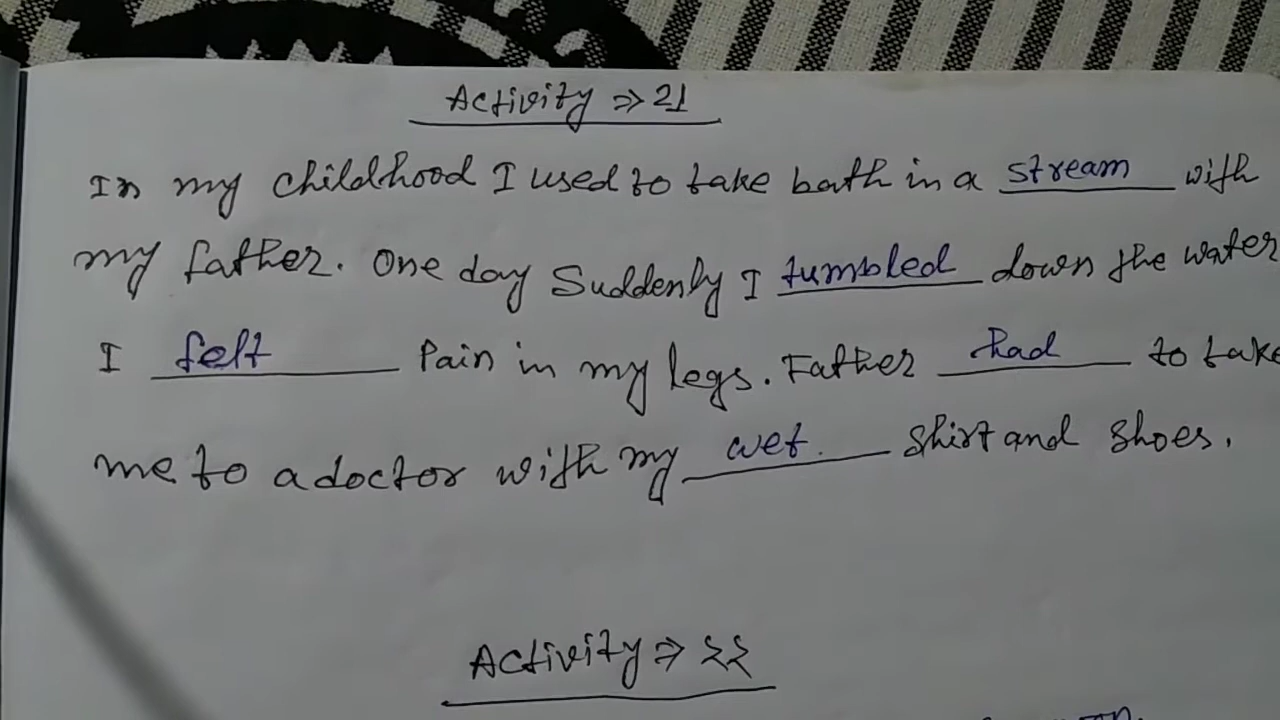 Activity ⇒ 21
In my childhood I used to take bath in a stream with
my father. One day Suddenly I tumbled down the water
I felt Pain in my legs. Father had to take
me to a doctor with my wet. shirt and shoes.
Activity ⇒ २२